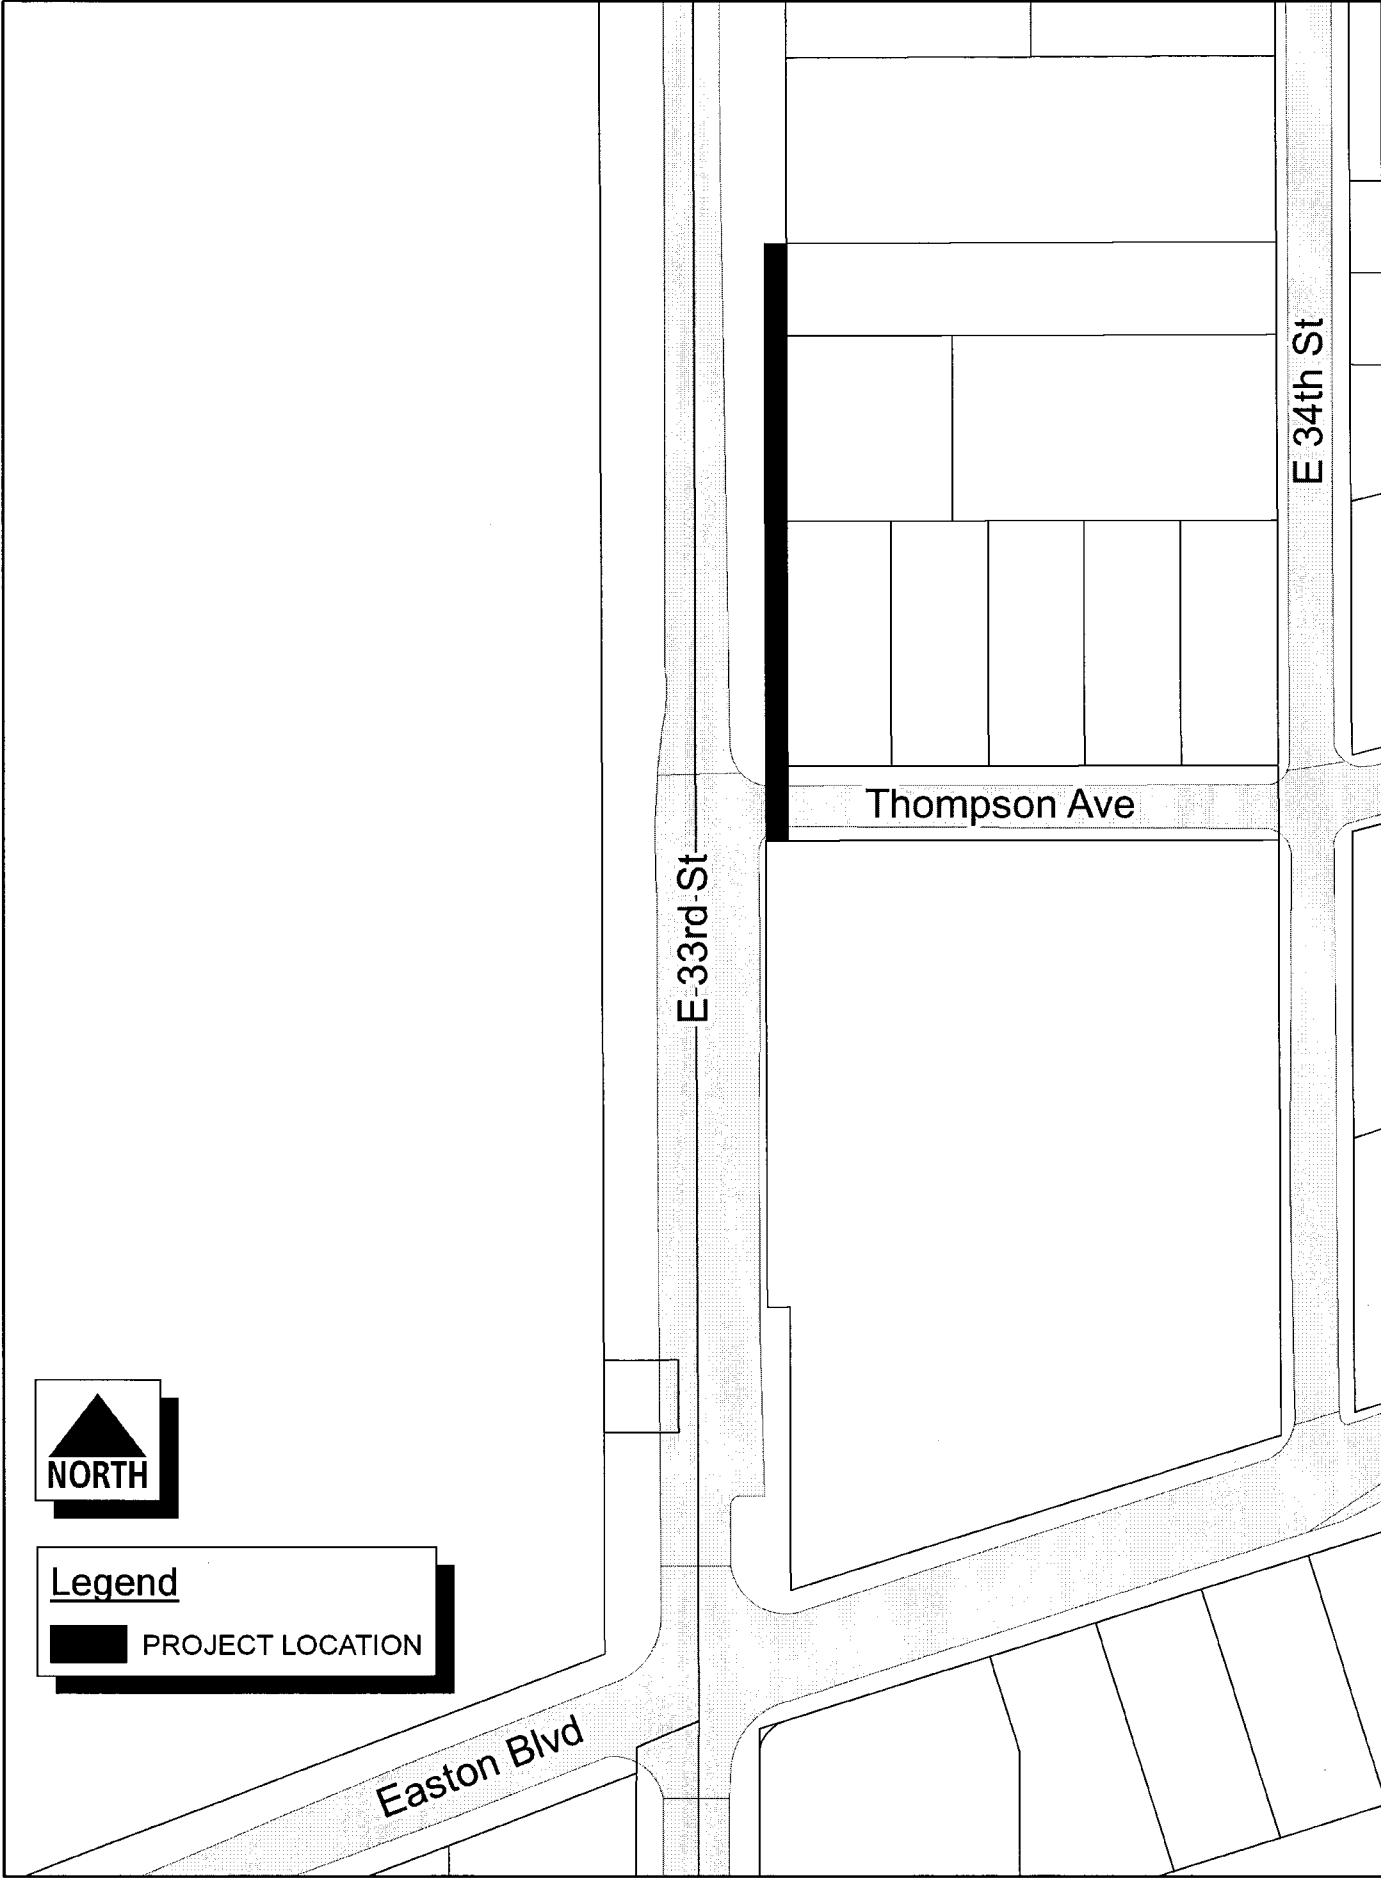 E 34th St
Thompson Ave
E 33rd St
NORTH
Legend
PROJECT LOCATION
Easton Blvd